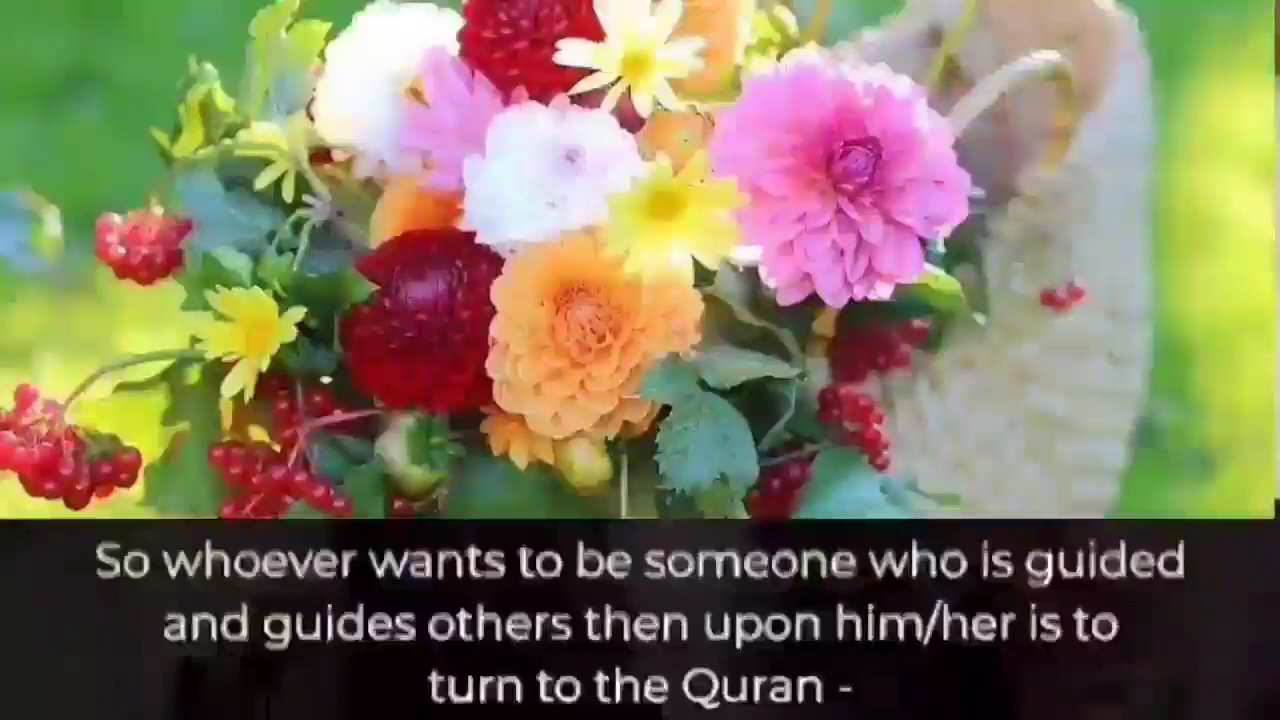 So whoever wants to be someone who is guided
and guides others then upon him/her is to
turn to the Quran -